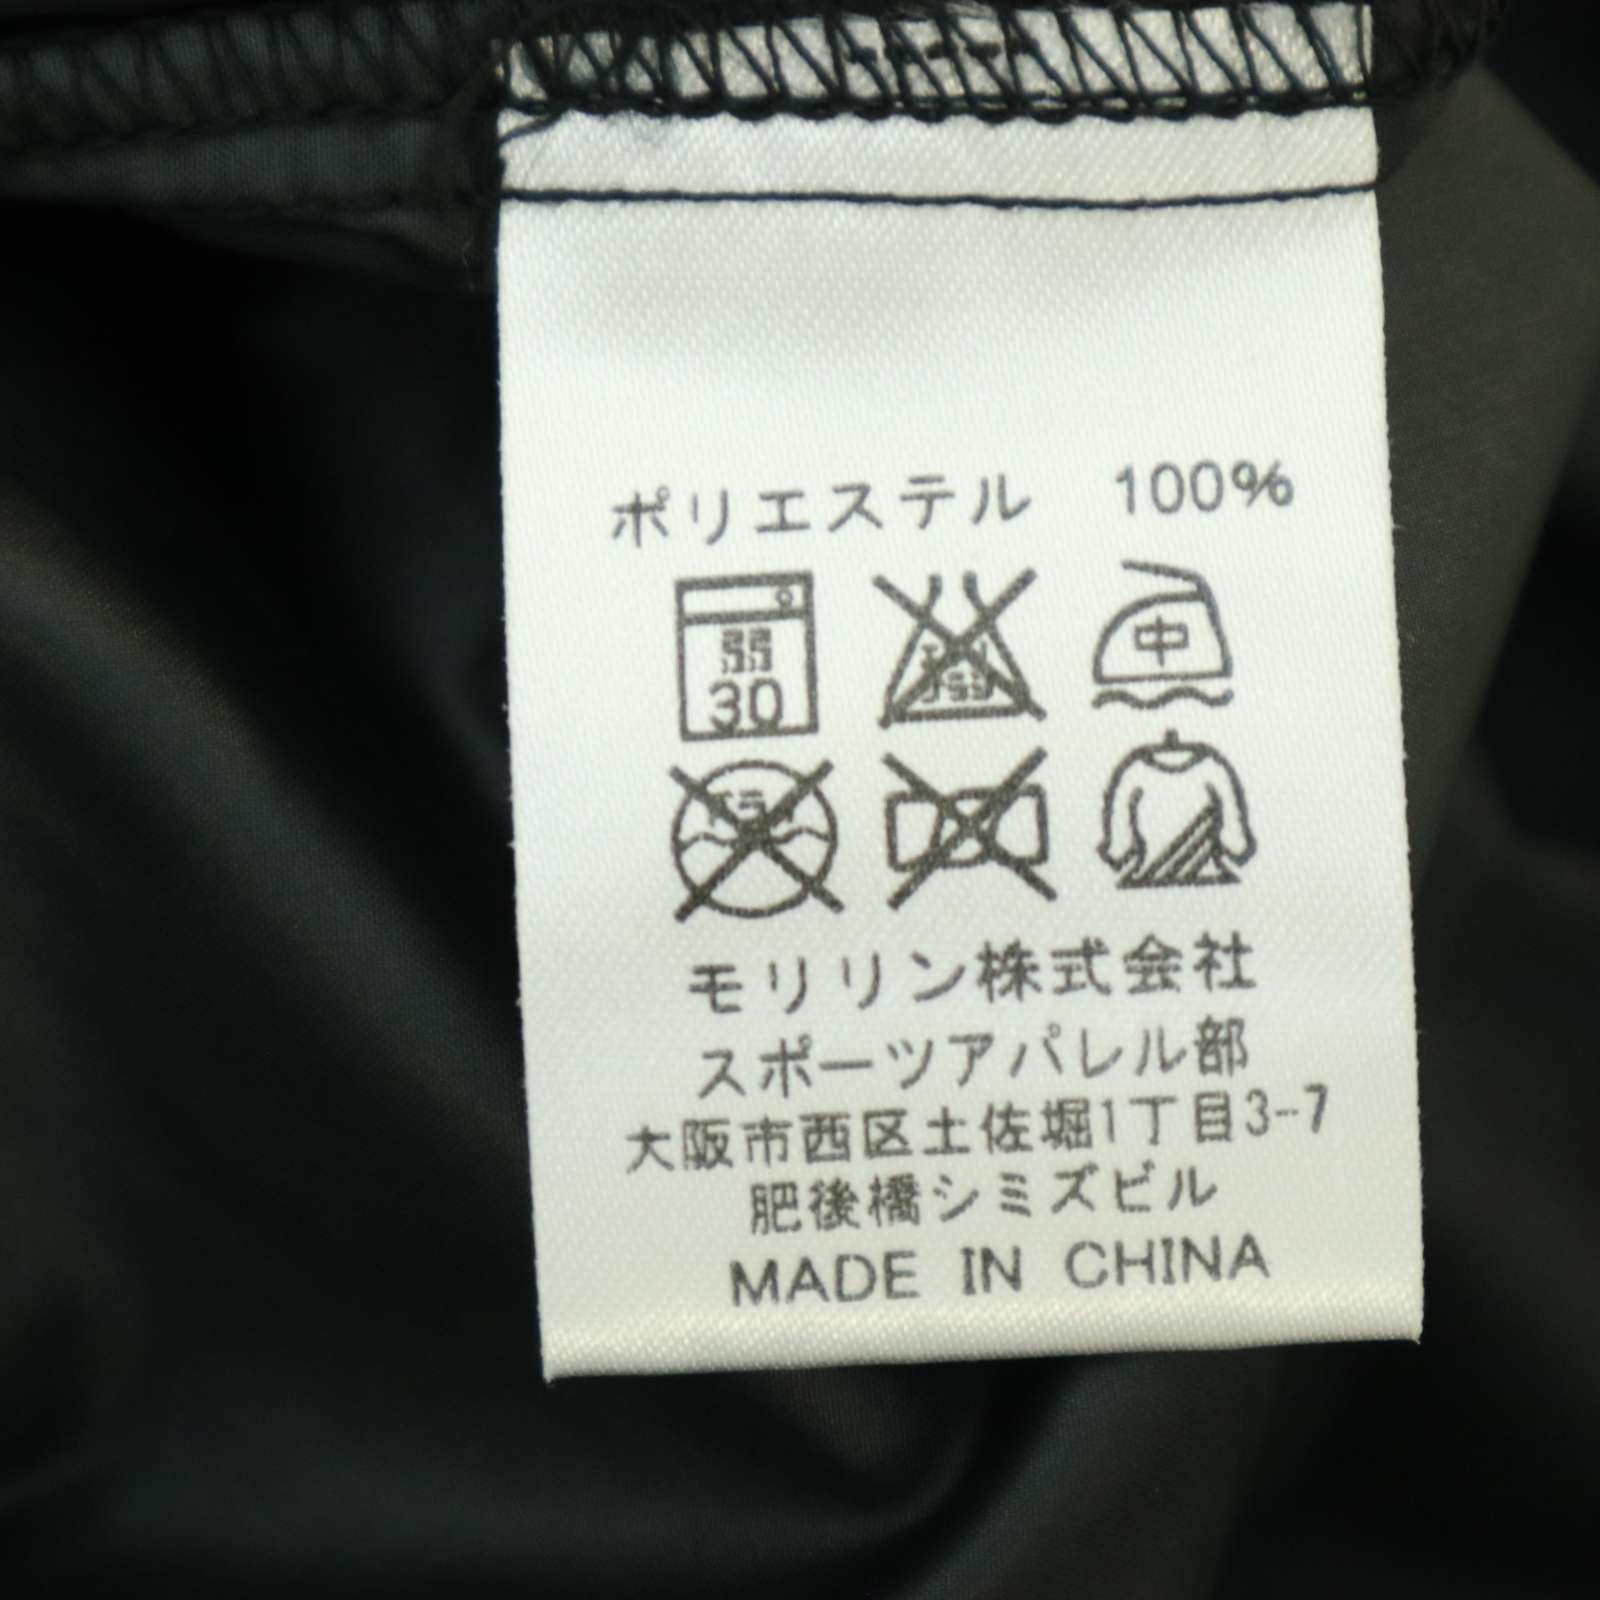 ポリエステル 100%
弱
30
中
モリリン株式会社
スポーツアパレル部
大阪市西区土佐堀1丁目3-7
肥後橋シミズビル
MADE IN CHINA